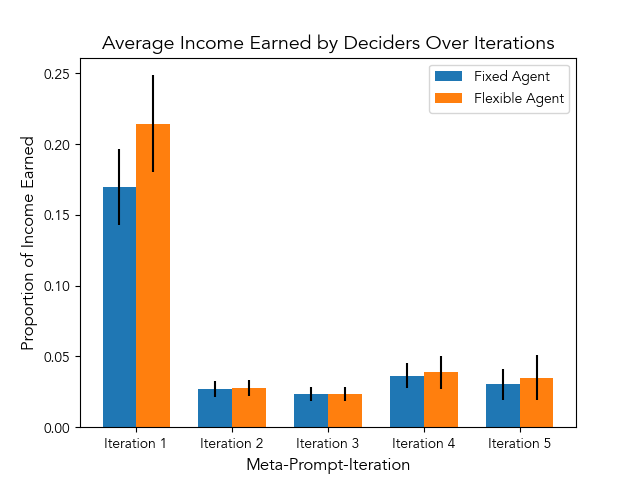 Average Income Earned by Deciders Over Iterations
Fixed Agent
Flexible Agent
Proportion of Income Earned
0.25
0.20
0.15
0.10
0.05
0.00
Iteration 1 Iteration 2 Iteration 3 Iteration 4 Iteration 5
Meta-Prompt-Iteration